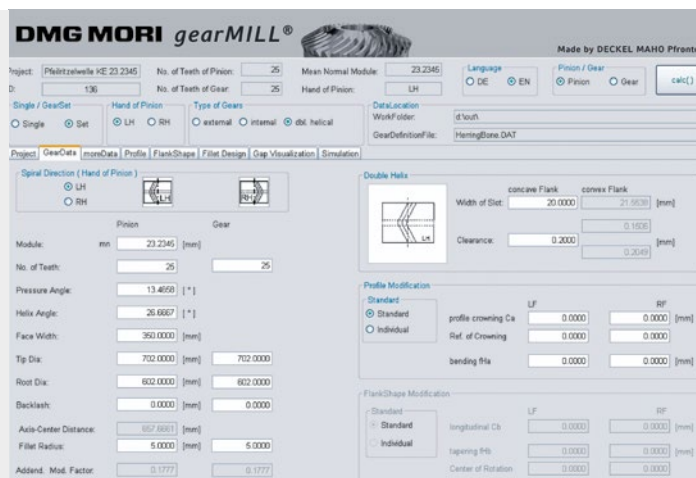 DMG MORI gearMILL®
Made by DECKEL MAHO Pfront
Project: Pfeilritzelwelle KE 23.2345 No. of Teeth of Pinion: 25 Mean Normal Module: 23.2345 Language Pinion / Gear
DE EN Pinion Gear calc()
ID: 136 No. of Teeth of Gear: 25 Hand of Pinion: LH
Single / GearSet Hand of Pinion Type of Gears DataLocation
Single Set LH RH external internal dbl. helical WorkFolder: d:\out\
GearDefinitionFile: HerringBone.DAT
Project GearData moreData Profile FlankShape Fillet Design Gap Visualization Simulation
Spiral Direction ( Hand of Pinion ) Double Helix
LH LH RH concave Flank convex Flank
RH Width of Slot: 20.0000 [mm]
Pinion Gear LH
Module: mn 23.2345 [mm] Clearance: 0.2000 0.2049 [mm]
No. of Teeth: 25 25
Pressure Angle: 13.4658 [°] Profile Modification
Standard LF RF
Helix Angle: 26.6667 [°] Standard profile crowning Ca 0.0000 0.0000 [mm]
Face Width: 350.0000 [mm] Individual Ref. of Crowning 0.0000 0.0000
Tip Dia: 702.0000 [mm] 702.0000 bending fHa 0.0000 0.0000 [mm]
Root Dia: 602.0000 [mm] 602.0000
Backlash: 0.0000 [mm] 0.0000 FlankShape Modification
Standard LF RF
Axis-Center Distance: 657.6661 [mm] Standard longitudinal Cb 0.0000 0.0000 [mm]
Fillet Radius: 5.0000 [mm] 5.0000 Individual tapering fHb 0.0000 0.0000 [mm]
Addend. Mod. Factor: 0.1777 0.1777 Center of Rotation 0.0000 0.0000